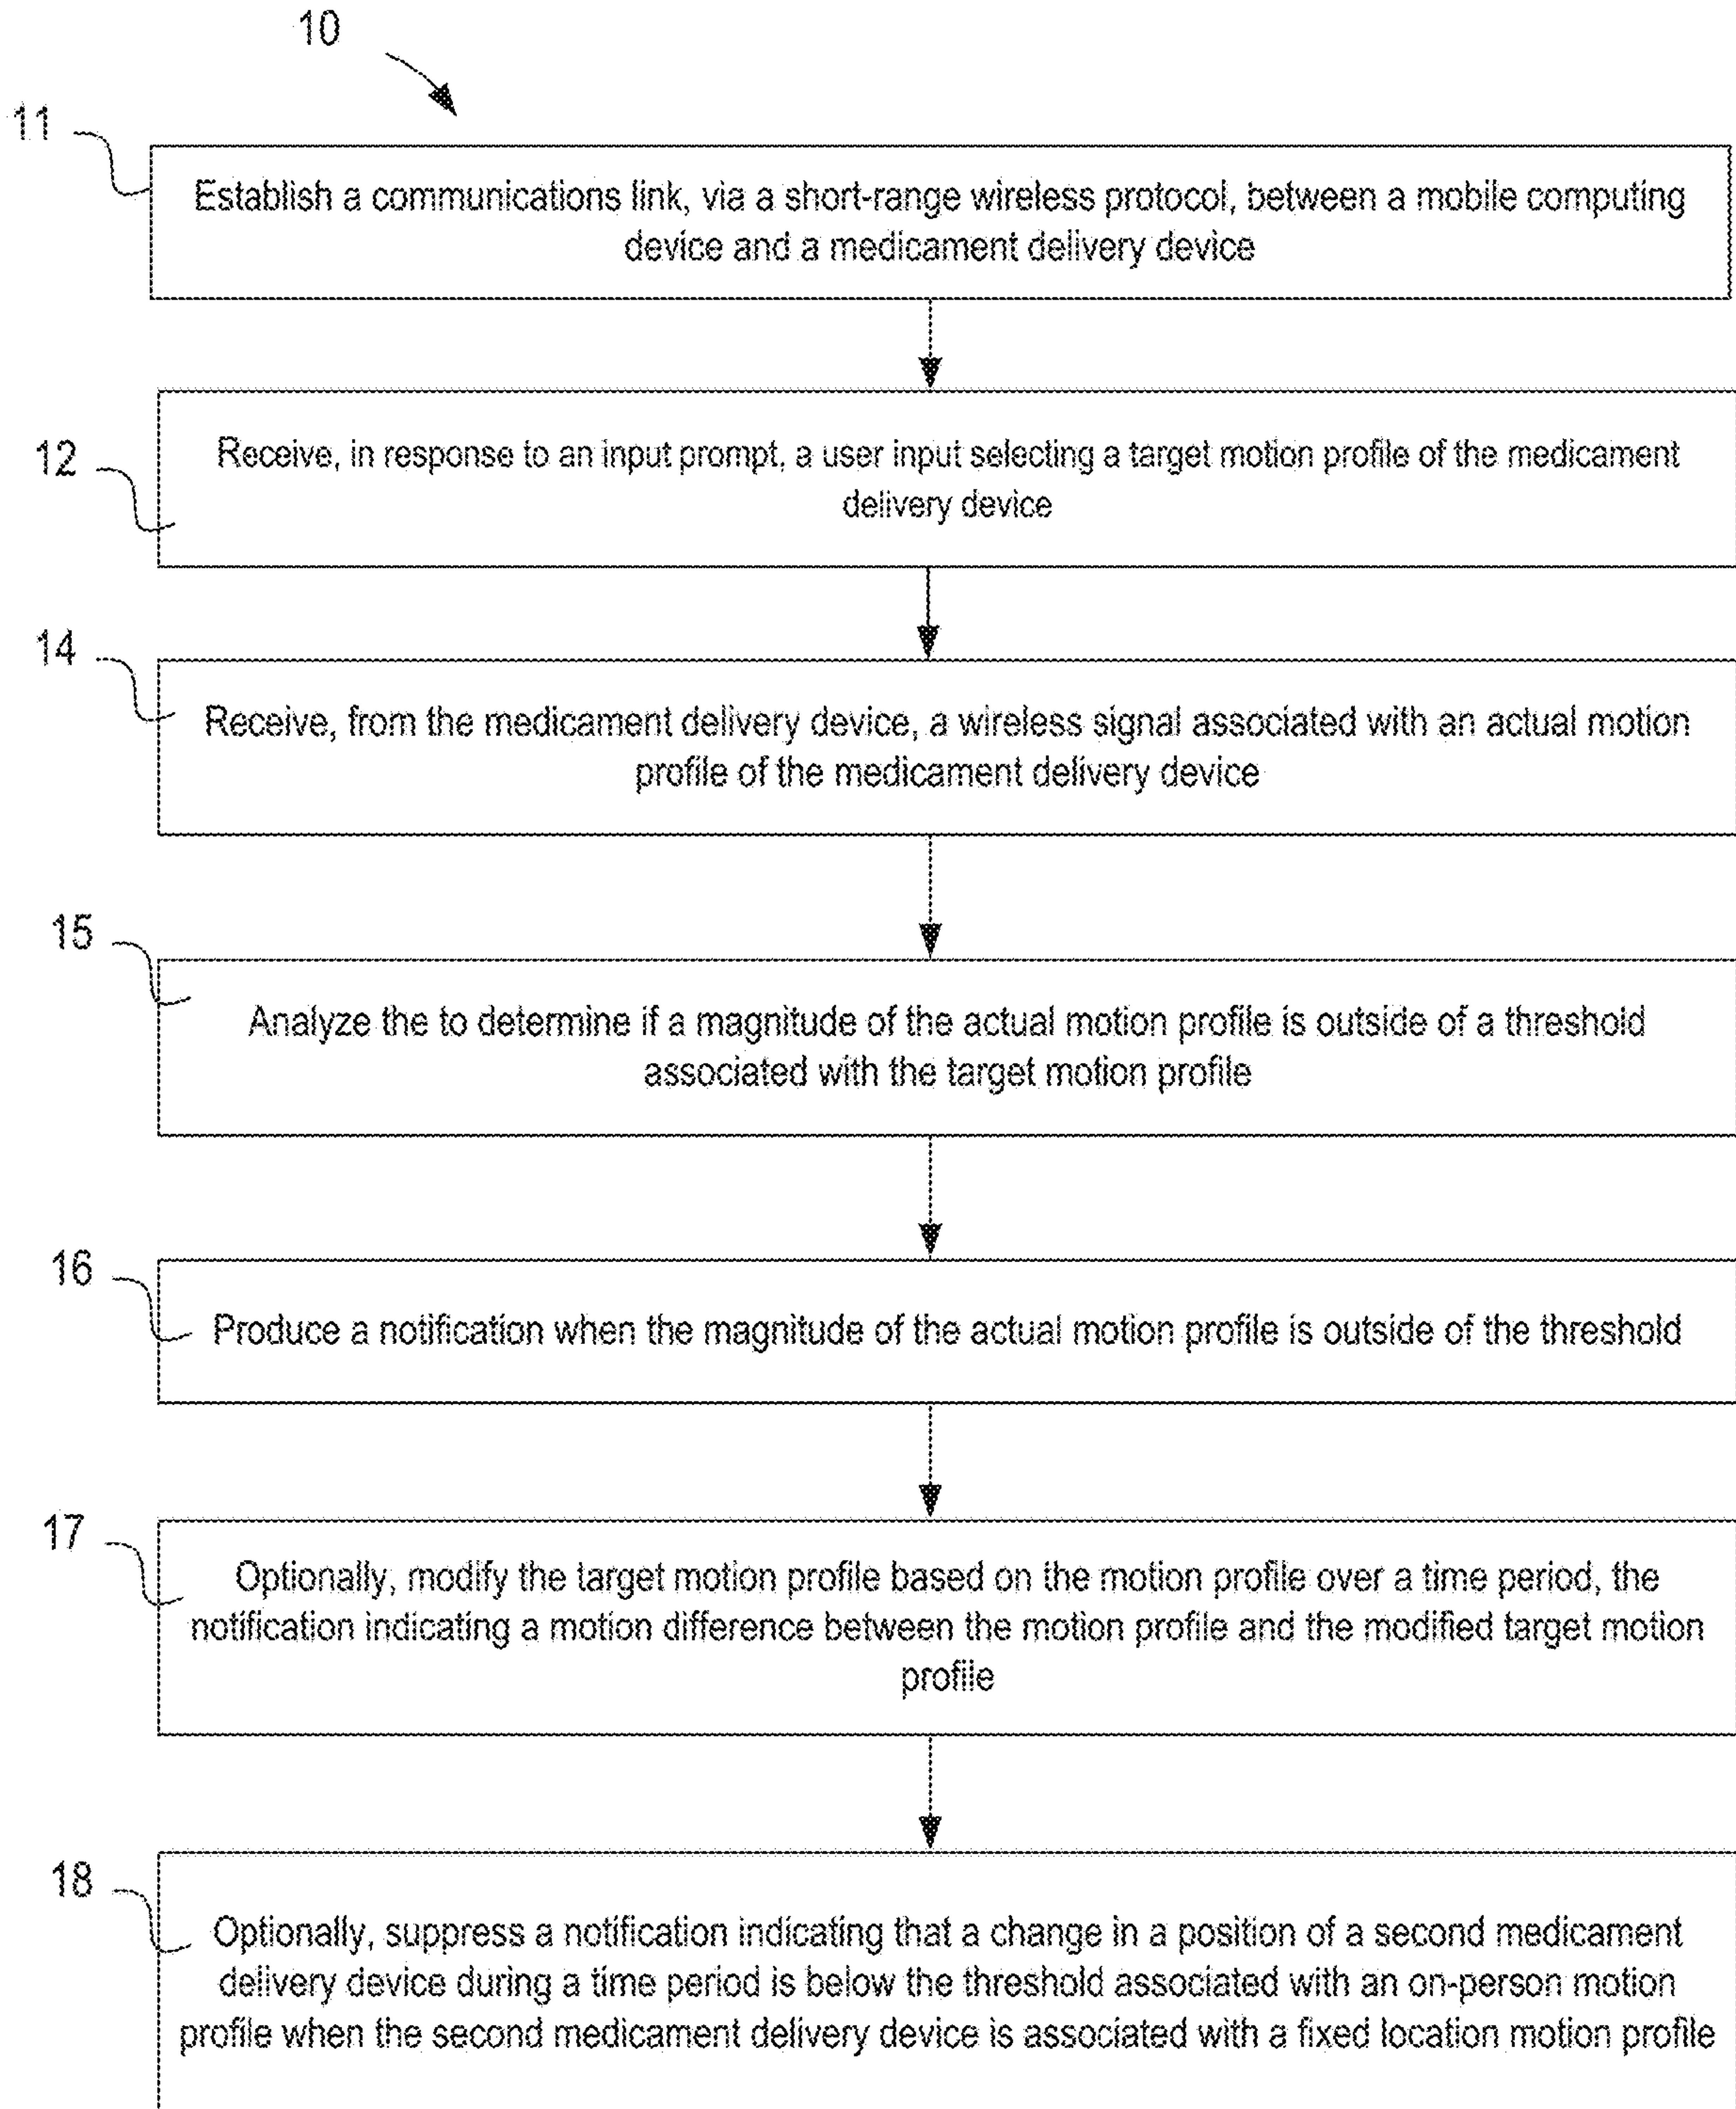 10
11
Establish a communications link, via a short-range wireless protocol, between a mobile computing
device and a medicament delivery device
12
Receive, in response to an input prompt, a user input selecting a target motion profile of the medicament
delivery device
14
Receive, from the medicament delivery device, a wireless signal associated with an actual motion
profile of the medicament delivery device
15
Analyze the to determine if a magnitude of the actual motion profile is outside of a threshold
associated with the target motion profile
16
Produce a notification when the magnitude of the actual motion profile is outside of the threshold
17
Optionally, modify the target motion profile based on the motion profile over a time period, the
notification indicating a motion difference between the motion profile and the modified target motion
profile
18
Optionally, suppress a notification indicating that a change in a position of a second medicament
delivery device during a time period is below the threshold associated with an on-person motion
profile when the second medicament delivery device is associated with a fixed location motion profile